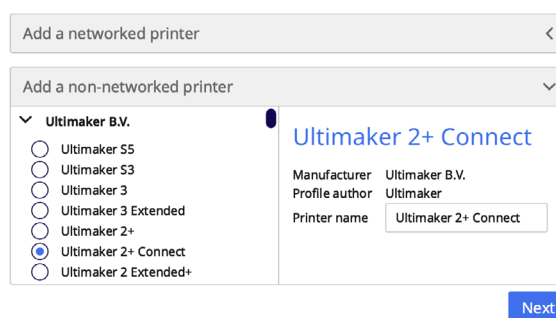 Add a networked printer
Add a non-networked printer
Ultimaker B.V.
Ultimaker S5
Ultimaker S3
Ultimaker 3
Ultimaker 3 Extended
Ultimaker 2+
Ultimaker 2+ Connect
Ultimaker 2 Extended+
Ultimaker 2+ Connect
Manufacturer Ultimaker B.V.
Profile author Ultimaker
Printer name Ultimaker 2+ Connect
Next